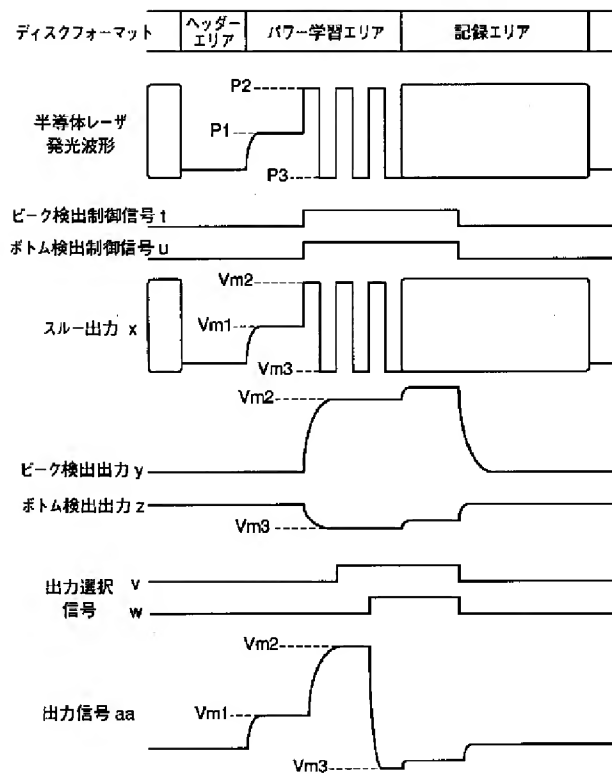 ディスクフォーマット
ヘッダー
エリア
パワー学習エリア
記録エリア
半導体レーザ
発光波形
P2
P1
P3
ピーク検出制御信号 t
ボトム検出制御信号 u
スルー出力 x
Vm2
Vm1
Vm3
Vm2
ピーク検出出力 y
ボトム検出出力 z
Vm3
出力選択
信号
v
w
Vm2
出力信号 aa
Vm1
Vm3